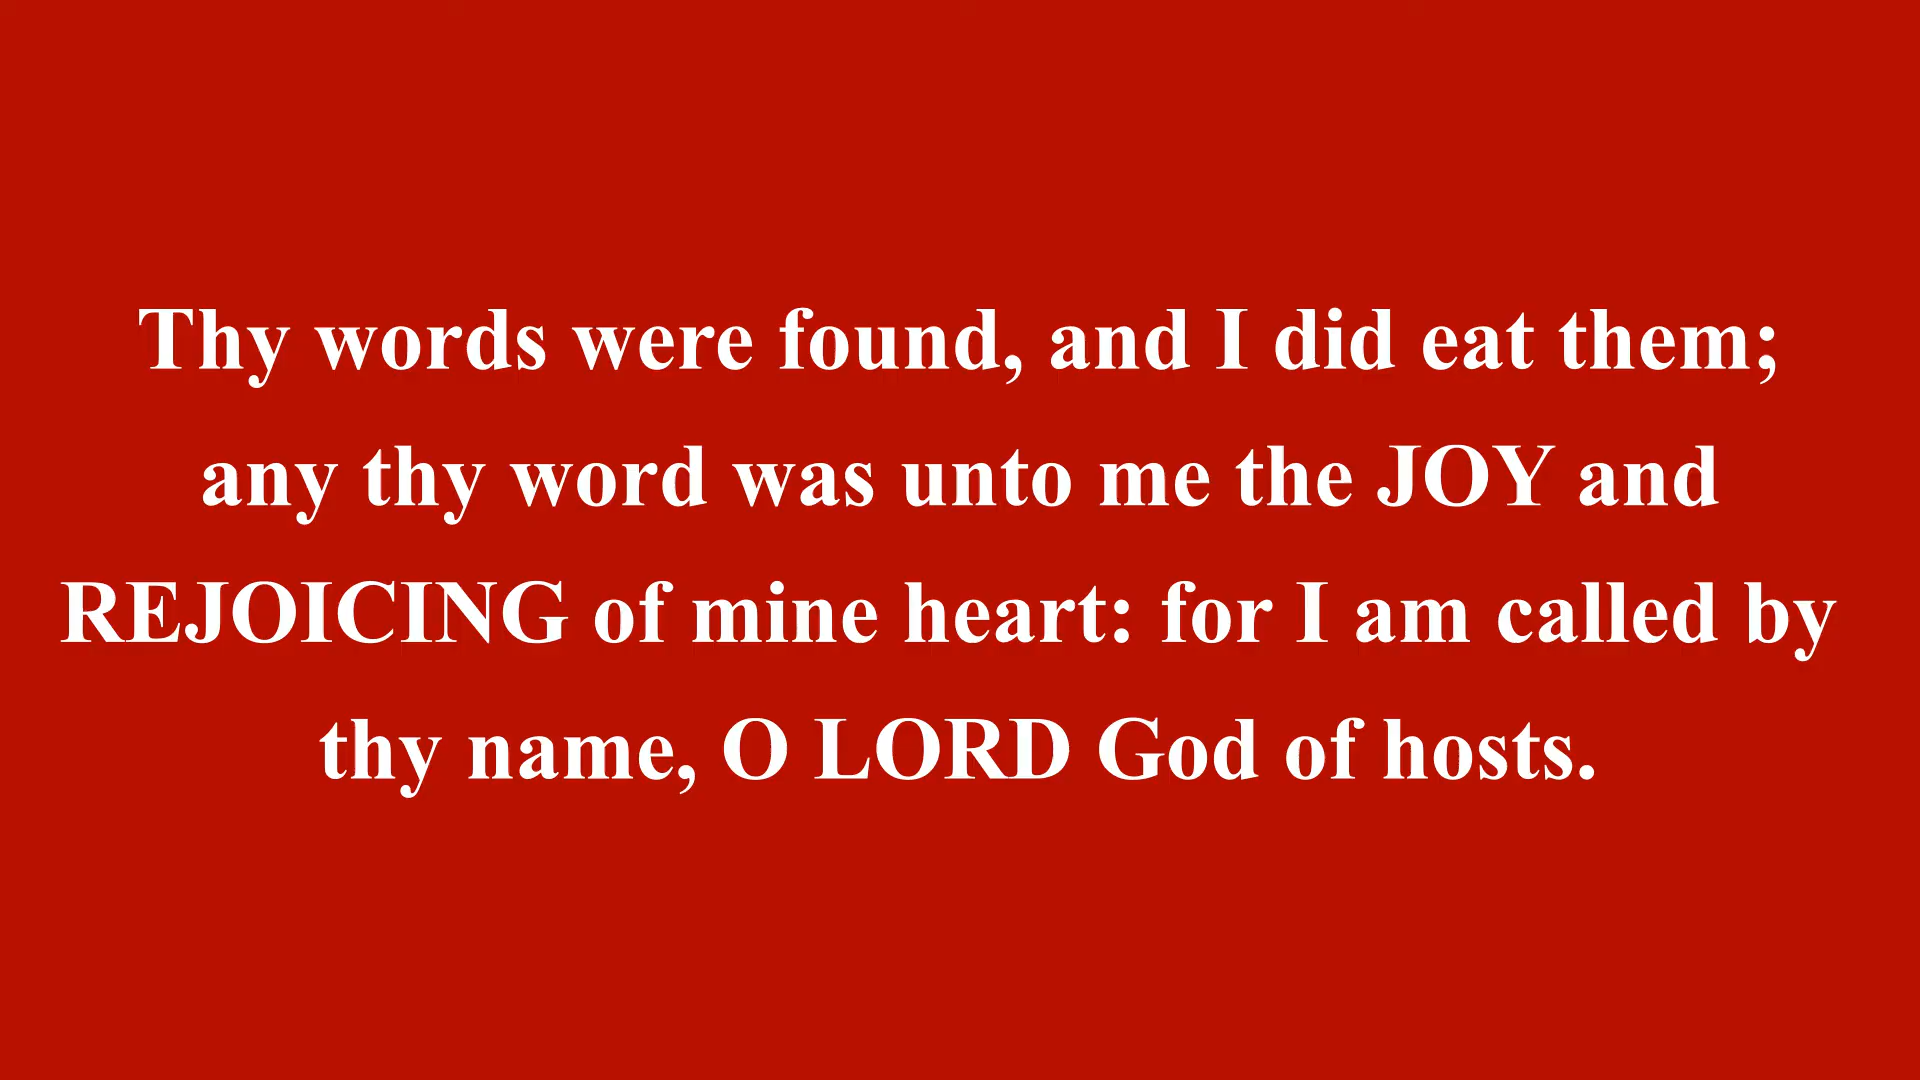 Thy words were found, and I did eat them;
any thy word was unto me the JOY and
REJOICING of mine heart: for I am called by
thy name, O LORD God of hosts.